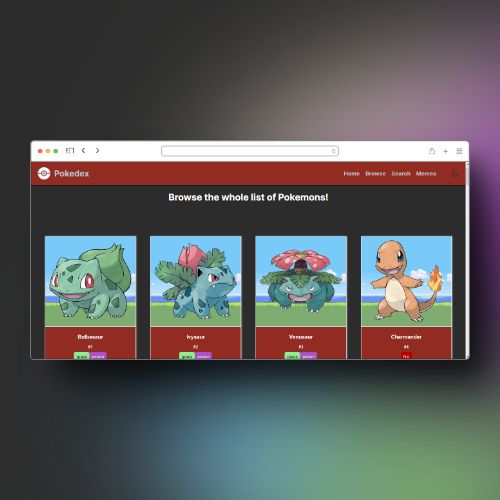 Pokedex
Home Browse Search Memes
Browse the whole list of Pokemons!
Bulbasaur Ivysaur Venusaur Charmander
#1 #2 #3 #4
grass poison grass poison grass poison fire